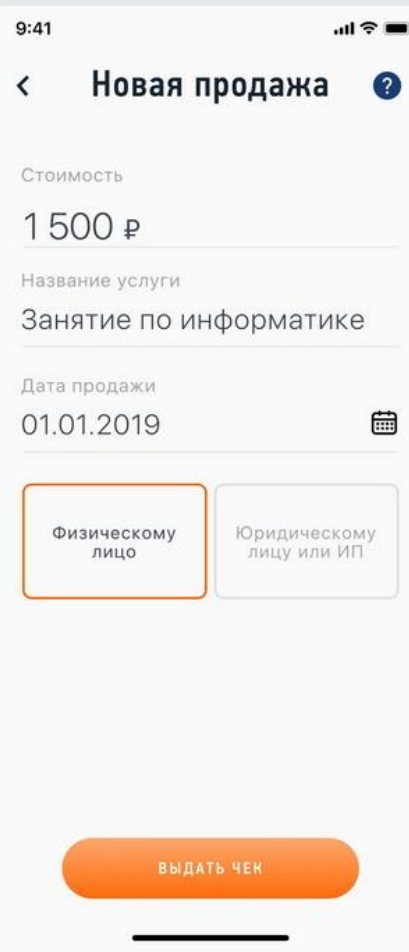 9:41
Новая продажа
?
Стоимость
1 500 ₽
Название услуги
Занятие по информатике
Дата продажи
01.01.2019
Физическому
лицо
Юридическому
лицу или ИП
ВЫДАТЬ ЧЕК